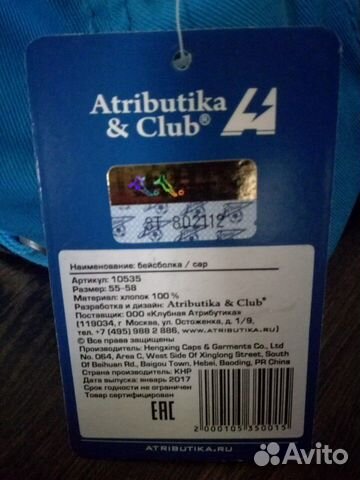 Atributika
& Club®
8T 802112
Наименование: бейсболка / cap
Артикул: 10535
Размер: 55-58
Материал: хлопок 100 %
Разработка и дизайн: Atributika & Club®
Поставщик: ООО «Клубная Атрибутика»
(119034, г Москва, ул. Остоженка, д. 1/9,
тел. +7 (495) 988 2 886, www.atributika.ru)
© Все права защищены
Производитель: Hengxing Caps & Garments Co., Ltd
No. 064, Area C, West Side Of Xinglong Street, South
Of Beihuan Rd., Baigou Town, Hebei, Baoding, PR China
Страна производитель: КНР
Дата выпуска: январь 2017
Срок годности не ограничен
Товар сертифицирован
EAC
2000105350015
ATRIBUTIKA.RU
Avito